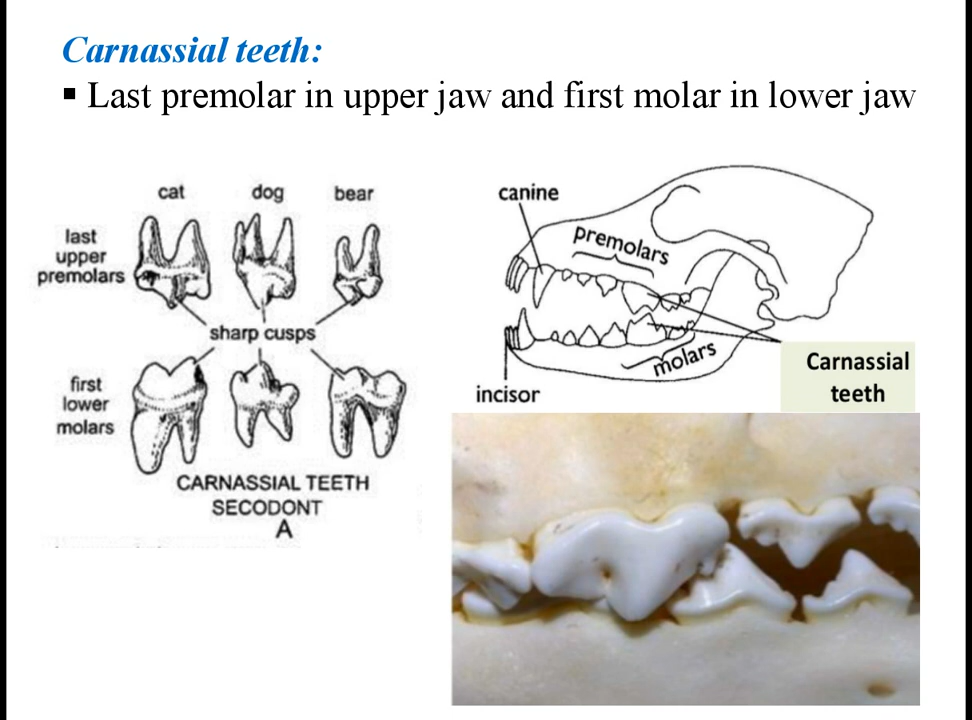 Carnassial teeth:
▪ Last premolar in upper jaw and first molar in lower jaw
cat dog bear
last
upper
premolars
sharp cusps
first
lower
molars
CARNASSIAL TEETH
SECODONT
A
canine
premolars
molars
incisor
Carnassial
teeth